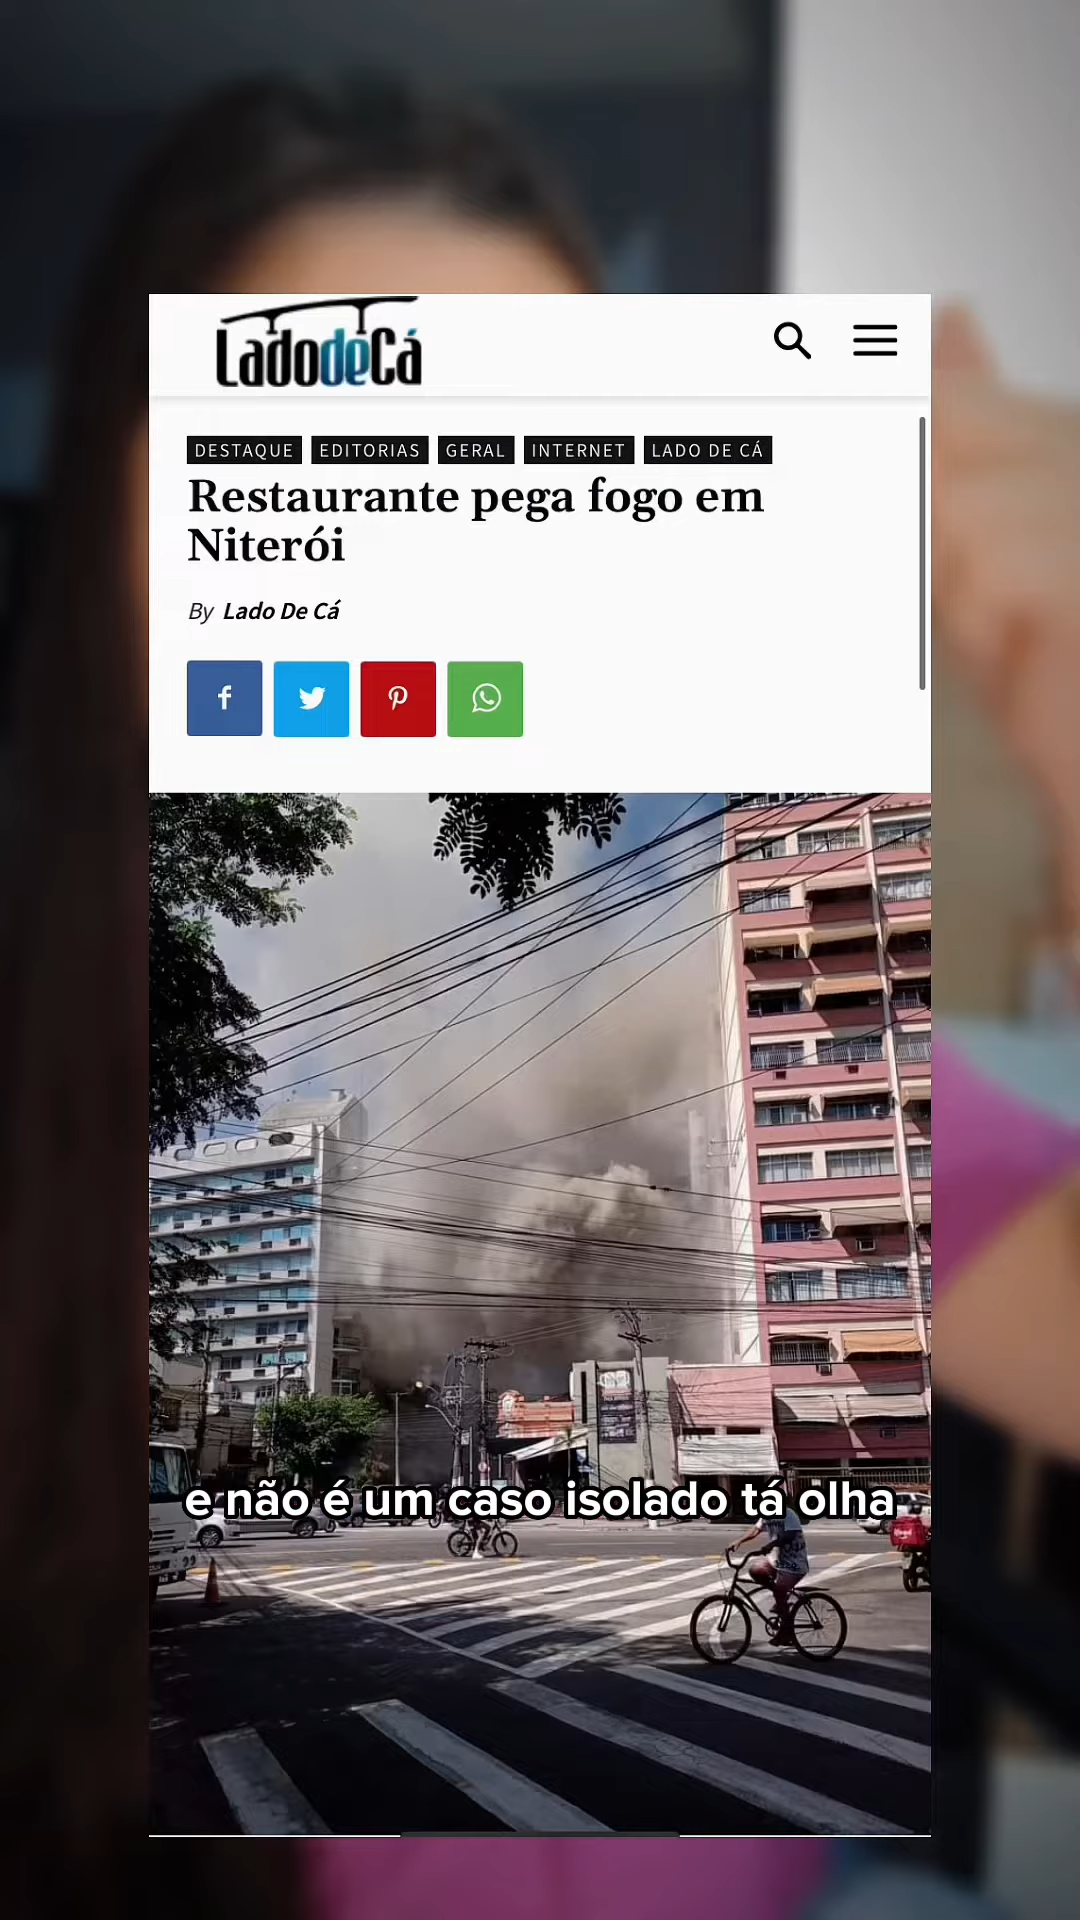 LadodeCá
DESTAQUE EDITORIAS GERAL INTERNET LADO DE CÁ
Restaurante pega fogo em
Niterói
By Lado De Cá
e não é um caso isolado tá olha